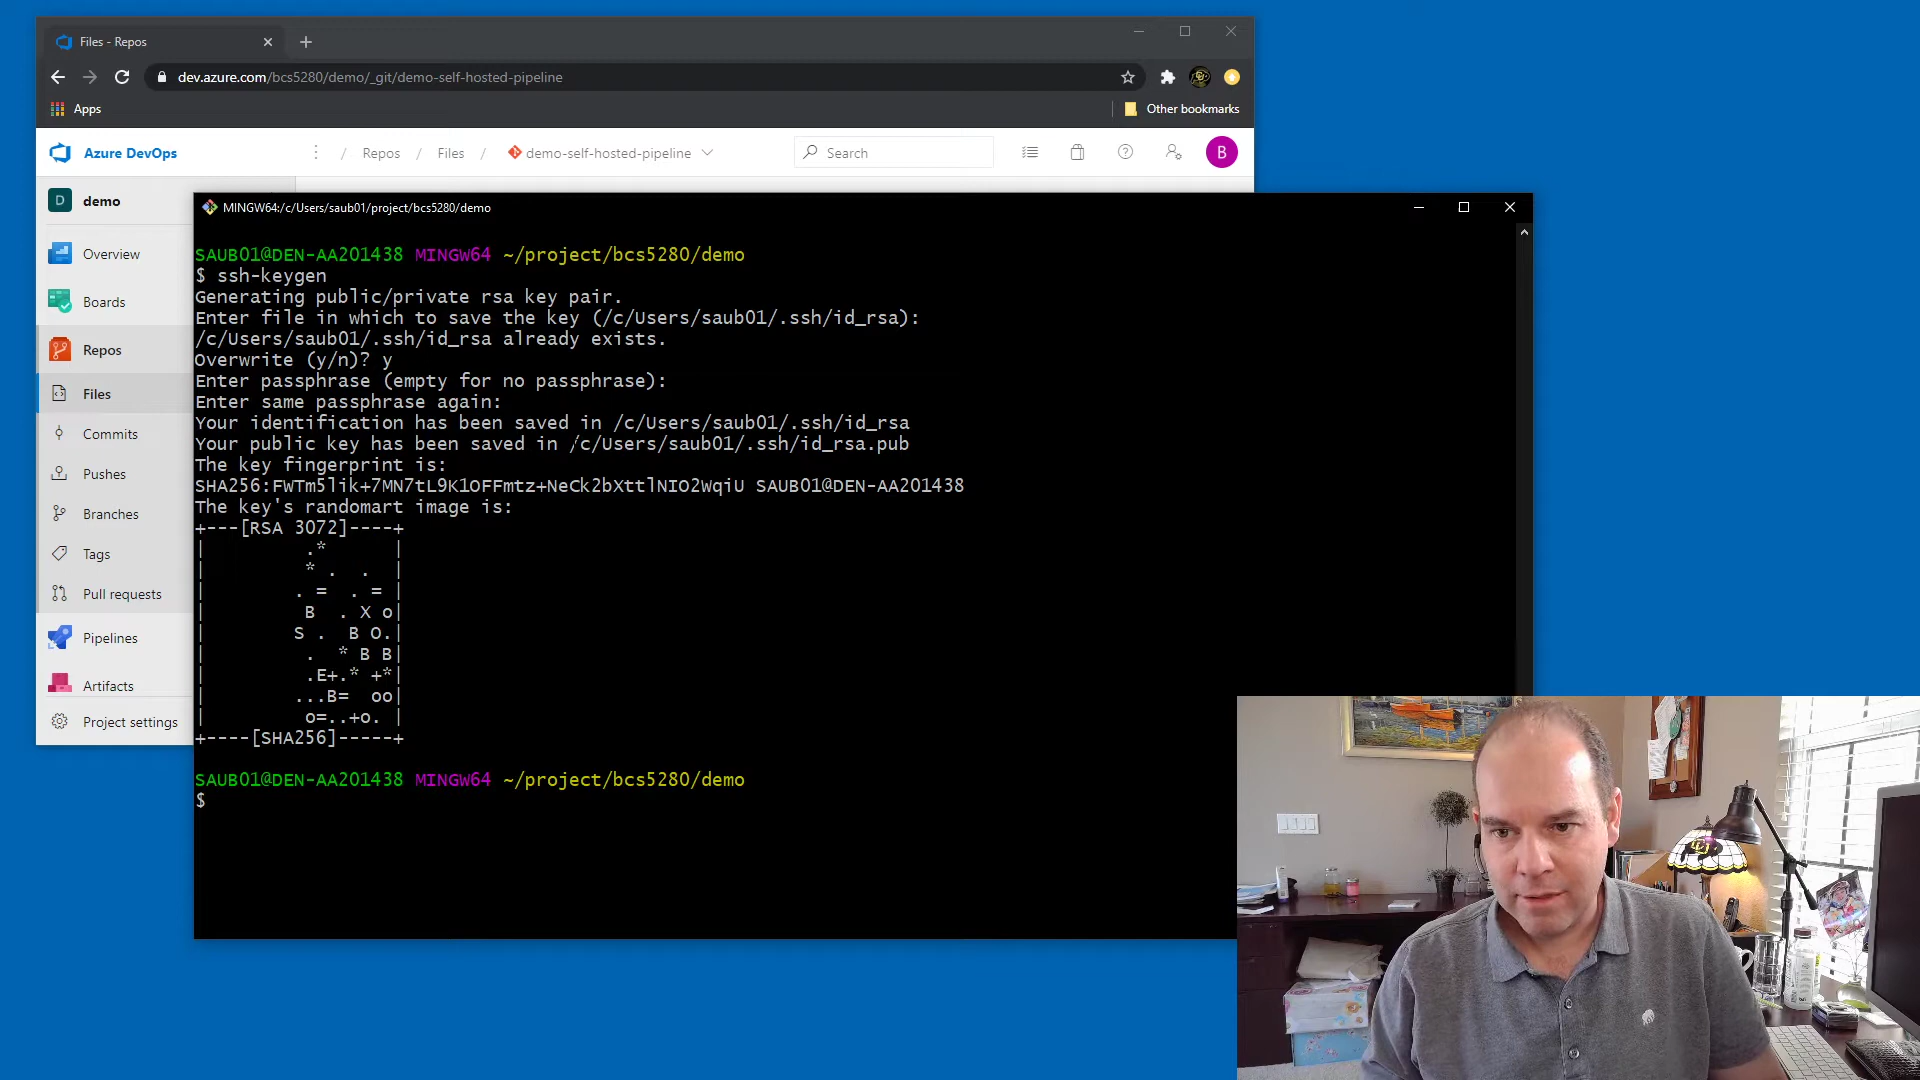 Files - Repos
dev.azure.com/bcs5280/demo/_git/demo-self-hosted-pipeline
Apps
Other bookmarks
Azure DevOps
/ Repos / Files / demo-self-hosted-pipeline
Search
B
D demo
Overview
Boards
Repos
Files
Commits
Pushes
Branches
Tags
Pull requests
Pipelines
Artifacts
Project settings
MINGW64:/c/Users/saub01/project/bcs5280/demo
SAUB01@DEN-AA201438 MINGW64 ~/project/bcs5280/demo
$ ssh-keygen
Generating public/private rsa key pair.
Enter file in which to save the key (/c/Users/saub01/.ssh/id_rsa):
/c/Users/saub01/.ssh/id_rsa already exists.
Overwrite (y/n)? y
Enter passphrase (empty for no passphrase):
Enter same passphrase again:
Your identification has been saved in /c/Users/saub01/.ssh/id_rsa
Your public key has been saved in /c/Users/saub01/.ssh/id_rsa.pub
The key fingerprint is:
SHA256:FWTm5lik+7MN7tL9K1OFFmtz+NeCk2bXttlNIO2WqiU SAUB01@DEN-AA201438
The key's randomart image is:
+---[RSA 3072]----+
|         .*      |
|         * .  .  |
|        . =  . = |
|         B  . X o|
|        S .  B O.|
|         .  * B B|
|         .E+.* +*|
|        ...B=  oo|
|         o=..+o. |
+----[SHA256]-----+
SAUB01@DEN-AA201438 MINGW64 ~/project/bcs5280/demo
$
CU